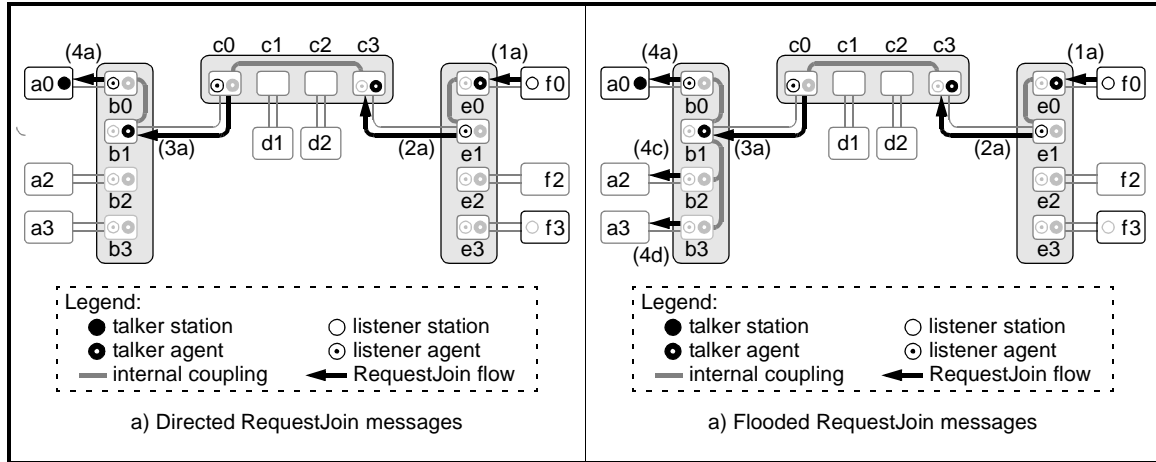 c0 c1 c2 c3
(4a) (1a)
a0 f0
b0 e0
b1 (3a) d1 d2 (2a) e1
a2 f2
b2 e2
a3 f3
b3 e3
Legend:
talker station listener station
talker agent listener agent
internal coupling RequestJoin flow
a) Directed RequestJoin messages
c0 c1 c2 c3
(4a) (1a)
a0 f0
b0 e0
(4c) b1 (3a) d1 d2 (2a) e1
a2 f2
b2 e2
a3 f3
(4d) b3 e3
Legend:
talker station listener station
talker agent listener agent
internal coupling RequestJoin flow
a) Flooded RequestJoin messages